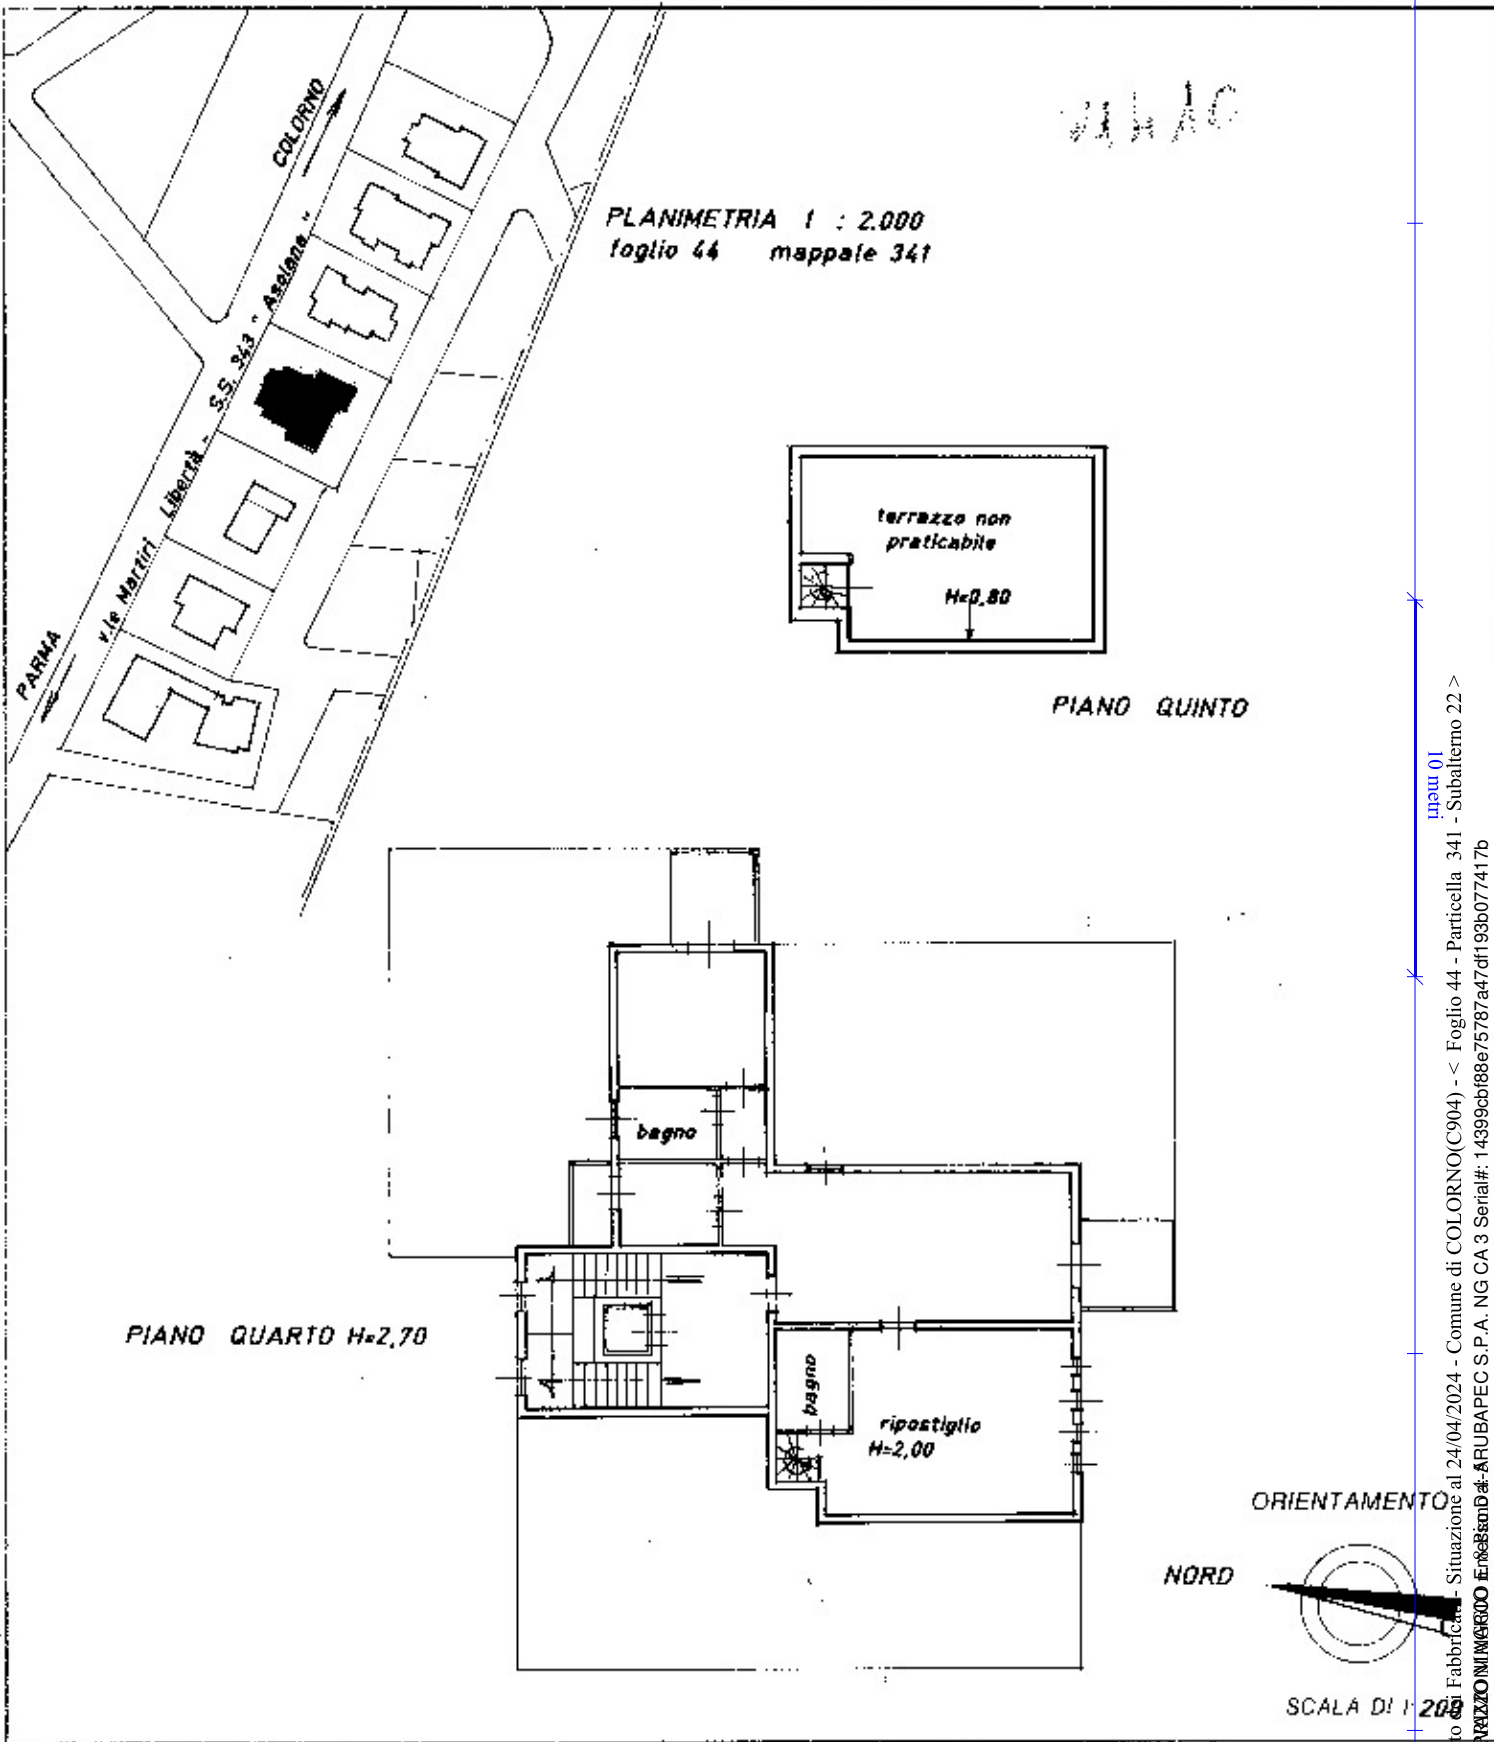 COLORNO
PLANIMETRIA 1 : 2.000
foglio 44 mappale 341
v.le Martiri Libertà - S.S. 343 - "Asolana"
PARMA
terrazzo non
praticabile
H=0,80
PIANO QUINTO
10 metri
bagno
PIANO QUARTO H=2,70
bagno
ripostiglio
H=2,00
ORIENTAMENTO
NORD
SCALA DI 1: 200
Situazione al 24/04/2024 - Comune di COLORNO(C904) - < Foglio 44 - Particella 341 - Subalterno 22 >
ARUBAPEC S.P.A. NG CA 3 Serial#: 14399cbf88e75787a47df193b077417b